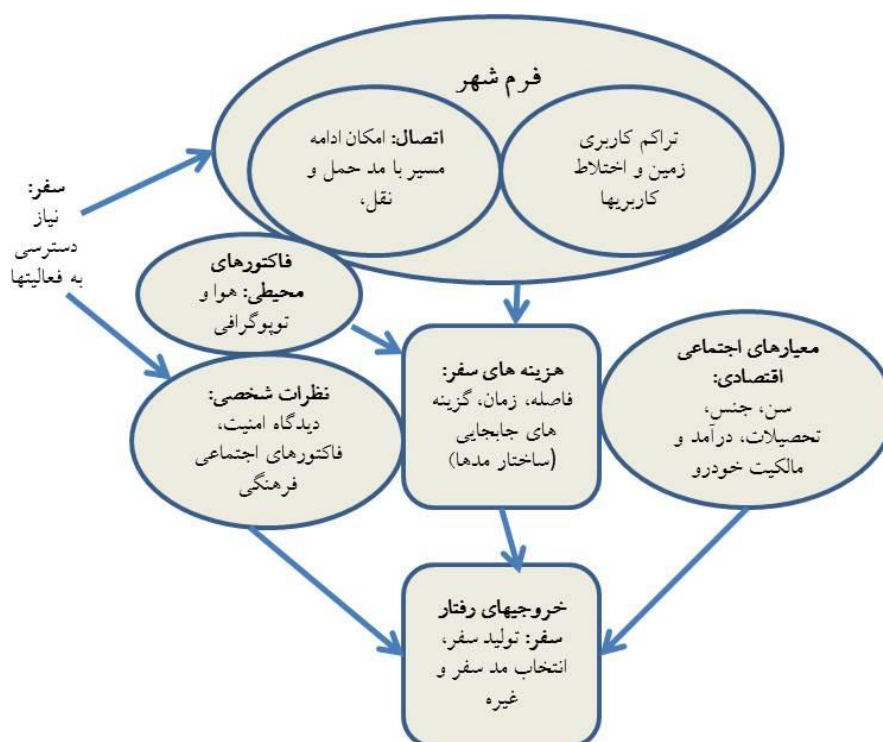 فرم شهر
اتصال: امکان ادامه
مسیر با مد حمل و
نقل،
تراکم کاربری
زمین و اختلاط
کاربریها
سفر:
نیاز
دسترسی
به فعالیتها
فاکتورهای
محیطی: هوا و
توپوگرافی
نظرات شخصی:
دیدگاه امنیت،
فاکتورهای اجتماعی
فرهنگی
هزینه های سفر:
فاصله، زمان، گزینه
های جابجایی
(ساختار مدها)
معیارهای اجتماعی
اقتصادی:
سن، جنس،
تحصیلات، درآمد و
مالکیت خودرو
خروجیهای رفتار
سفر: تولید سفر،
انتخاب مد سفر و
غیره